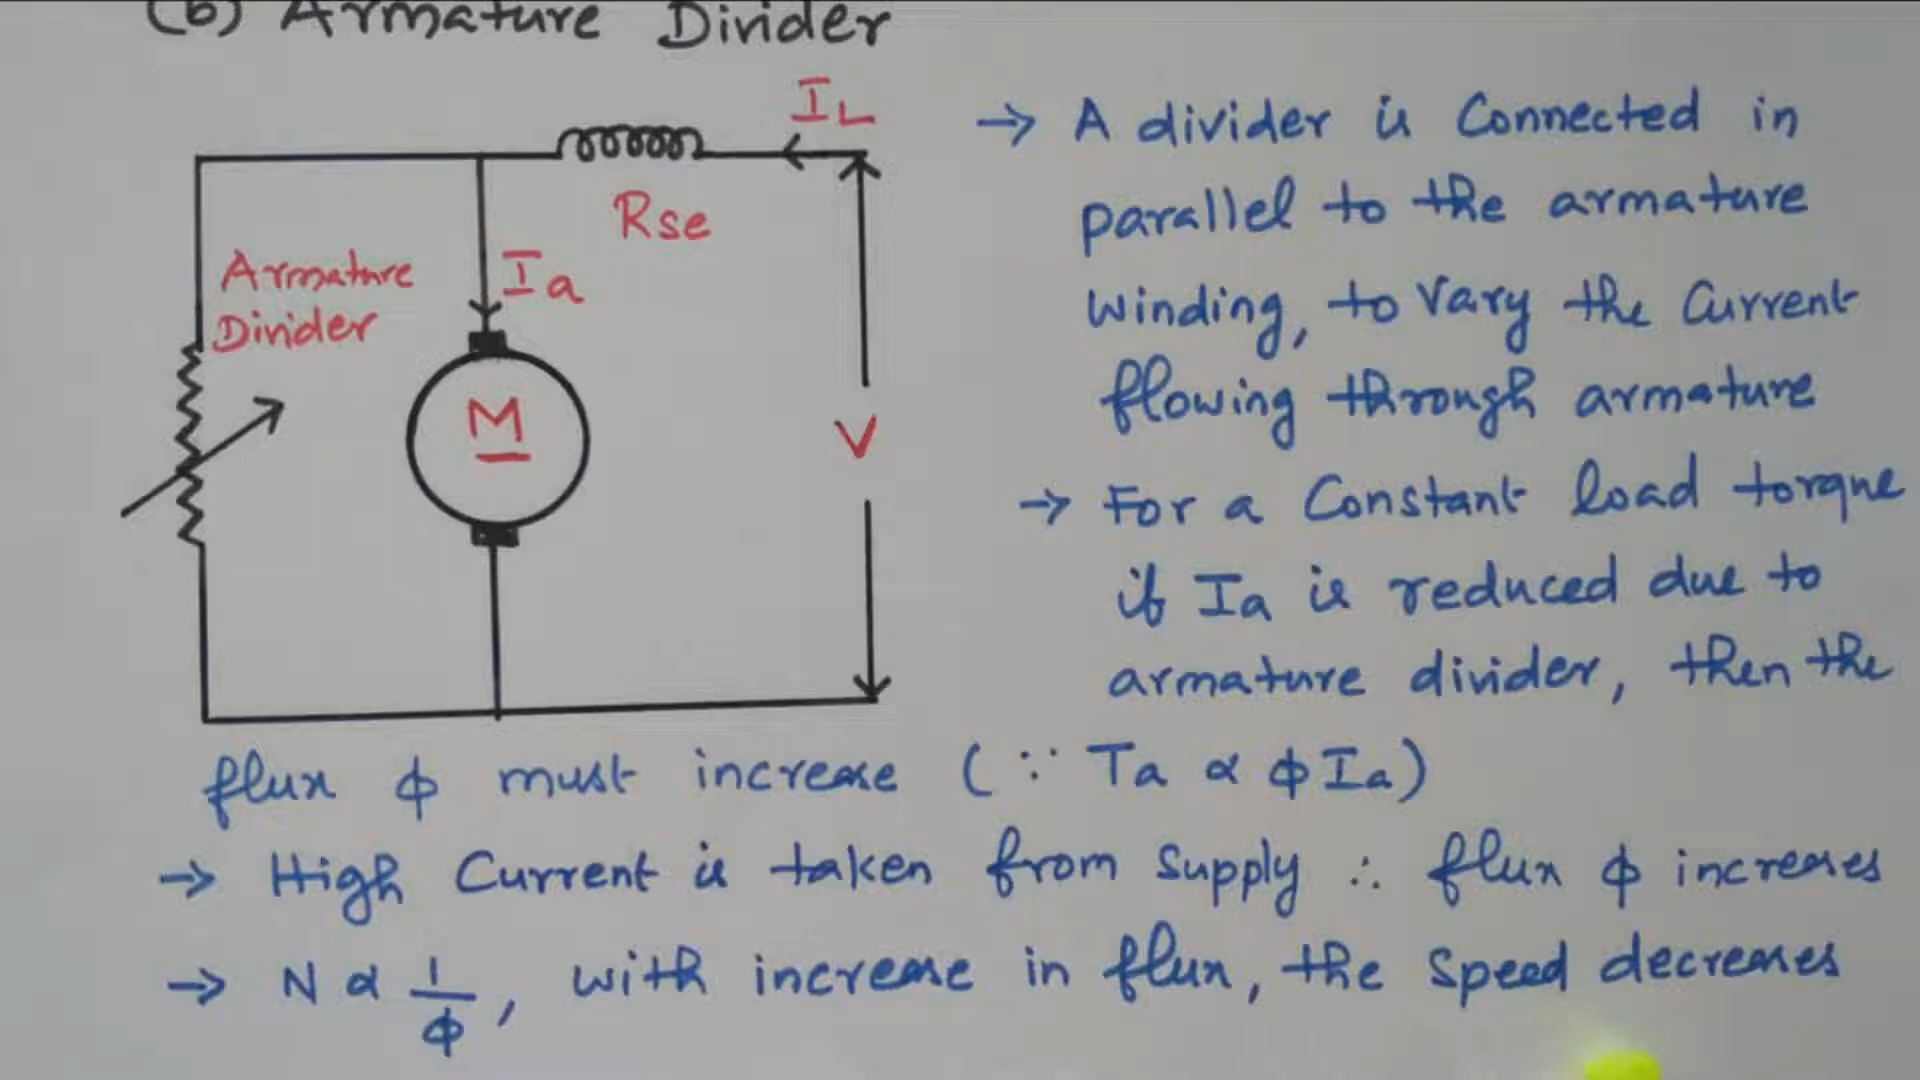 (b) Armature Divider
IL
Rse
Armature
Divider
Ia
M
V
→ A divider is Connected in
parallel to the armature
winding, to vary the Current
flowing through armature
→ For a Constant load torque
if Ia is reduced due to
armature divider, then the
flux ϕ must increase (∵ Ta ∝ ϕ Ia)
→ High Current is taken from Supply ∴ flux ϕ increases
→ N ∝ 1/ϕ, with increase in flux, the Speed decreases